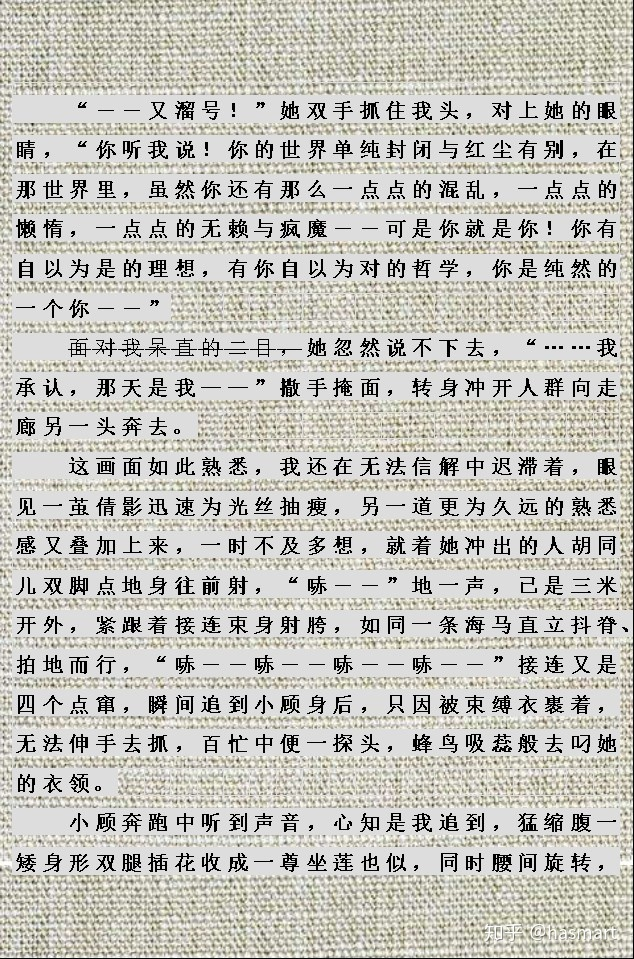 “——又溜号！”她双手抓住我头，对上她的眼
睛，“你听我说！你的世界单纯封闭与红尘有别，在
那世界里，虽然你还有那么一点点的混乱，一点点的
懒惰，一点点的无赖与疯魔——可是你就是你！你有
自以为是的理想，有你自以为对的哲学，你是纯然的
一个你——”
面对我呆直的二目，她忽然说不下去，“……我
承认，那天是我——”撒手掩面，转身冲开人群向走
廊另一头奔去。
这画面如此熟悉，我还在无法信解中迟滞着，眼
见一茧倩影迅速为光丝抽瘦，另一道更为久远的熟悉
感又叠加上来，一时不及多想，就着她冲出的人胡同
儿双脚点地身往前射，“哧——”地一声，己是三米
开外，紧跟着接连束身射胯，如同一条海马直立抖脊、
拍地而行，“哧——哧——哧——哧——”接连又是
四个点窜，瞬间追到小顾身后，只因被束缚衣裹着，
无法伸手去抓，百忙中便一探头，蜂鸟吸蕊般去叼她
的衣领。
小顾奔跑中听到声音，心知是我追到，猛缩腹一
矮身形双腿插花收成一尊坐莲也似，同时腰间旋转，
知乎 @hasmart